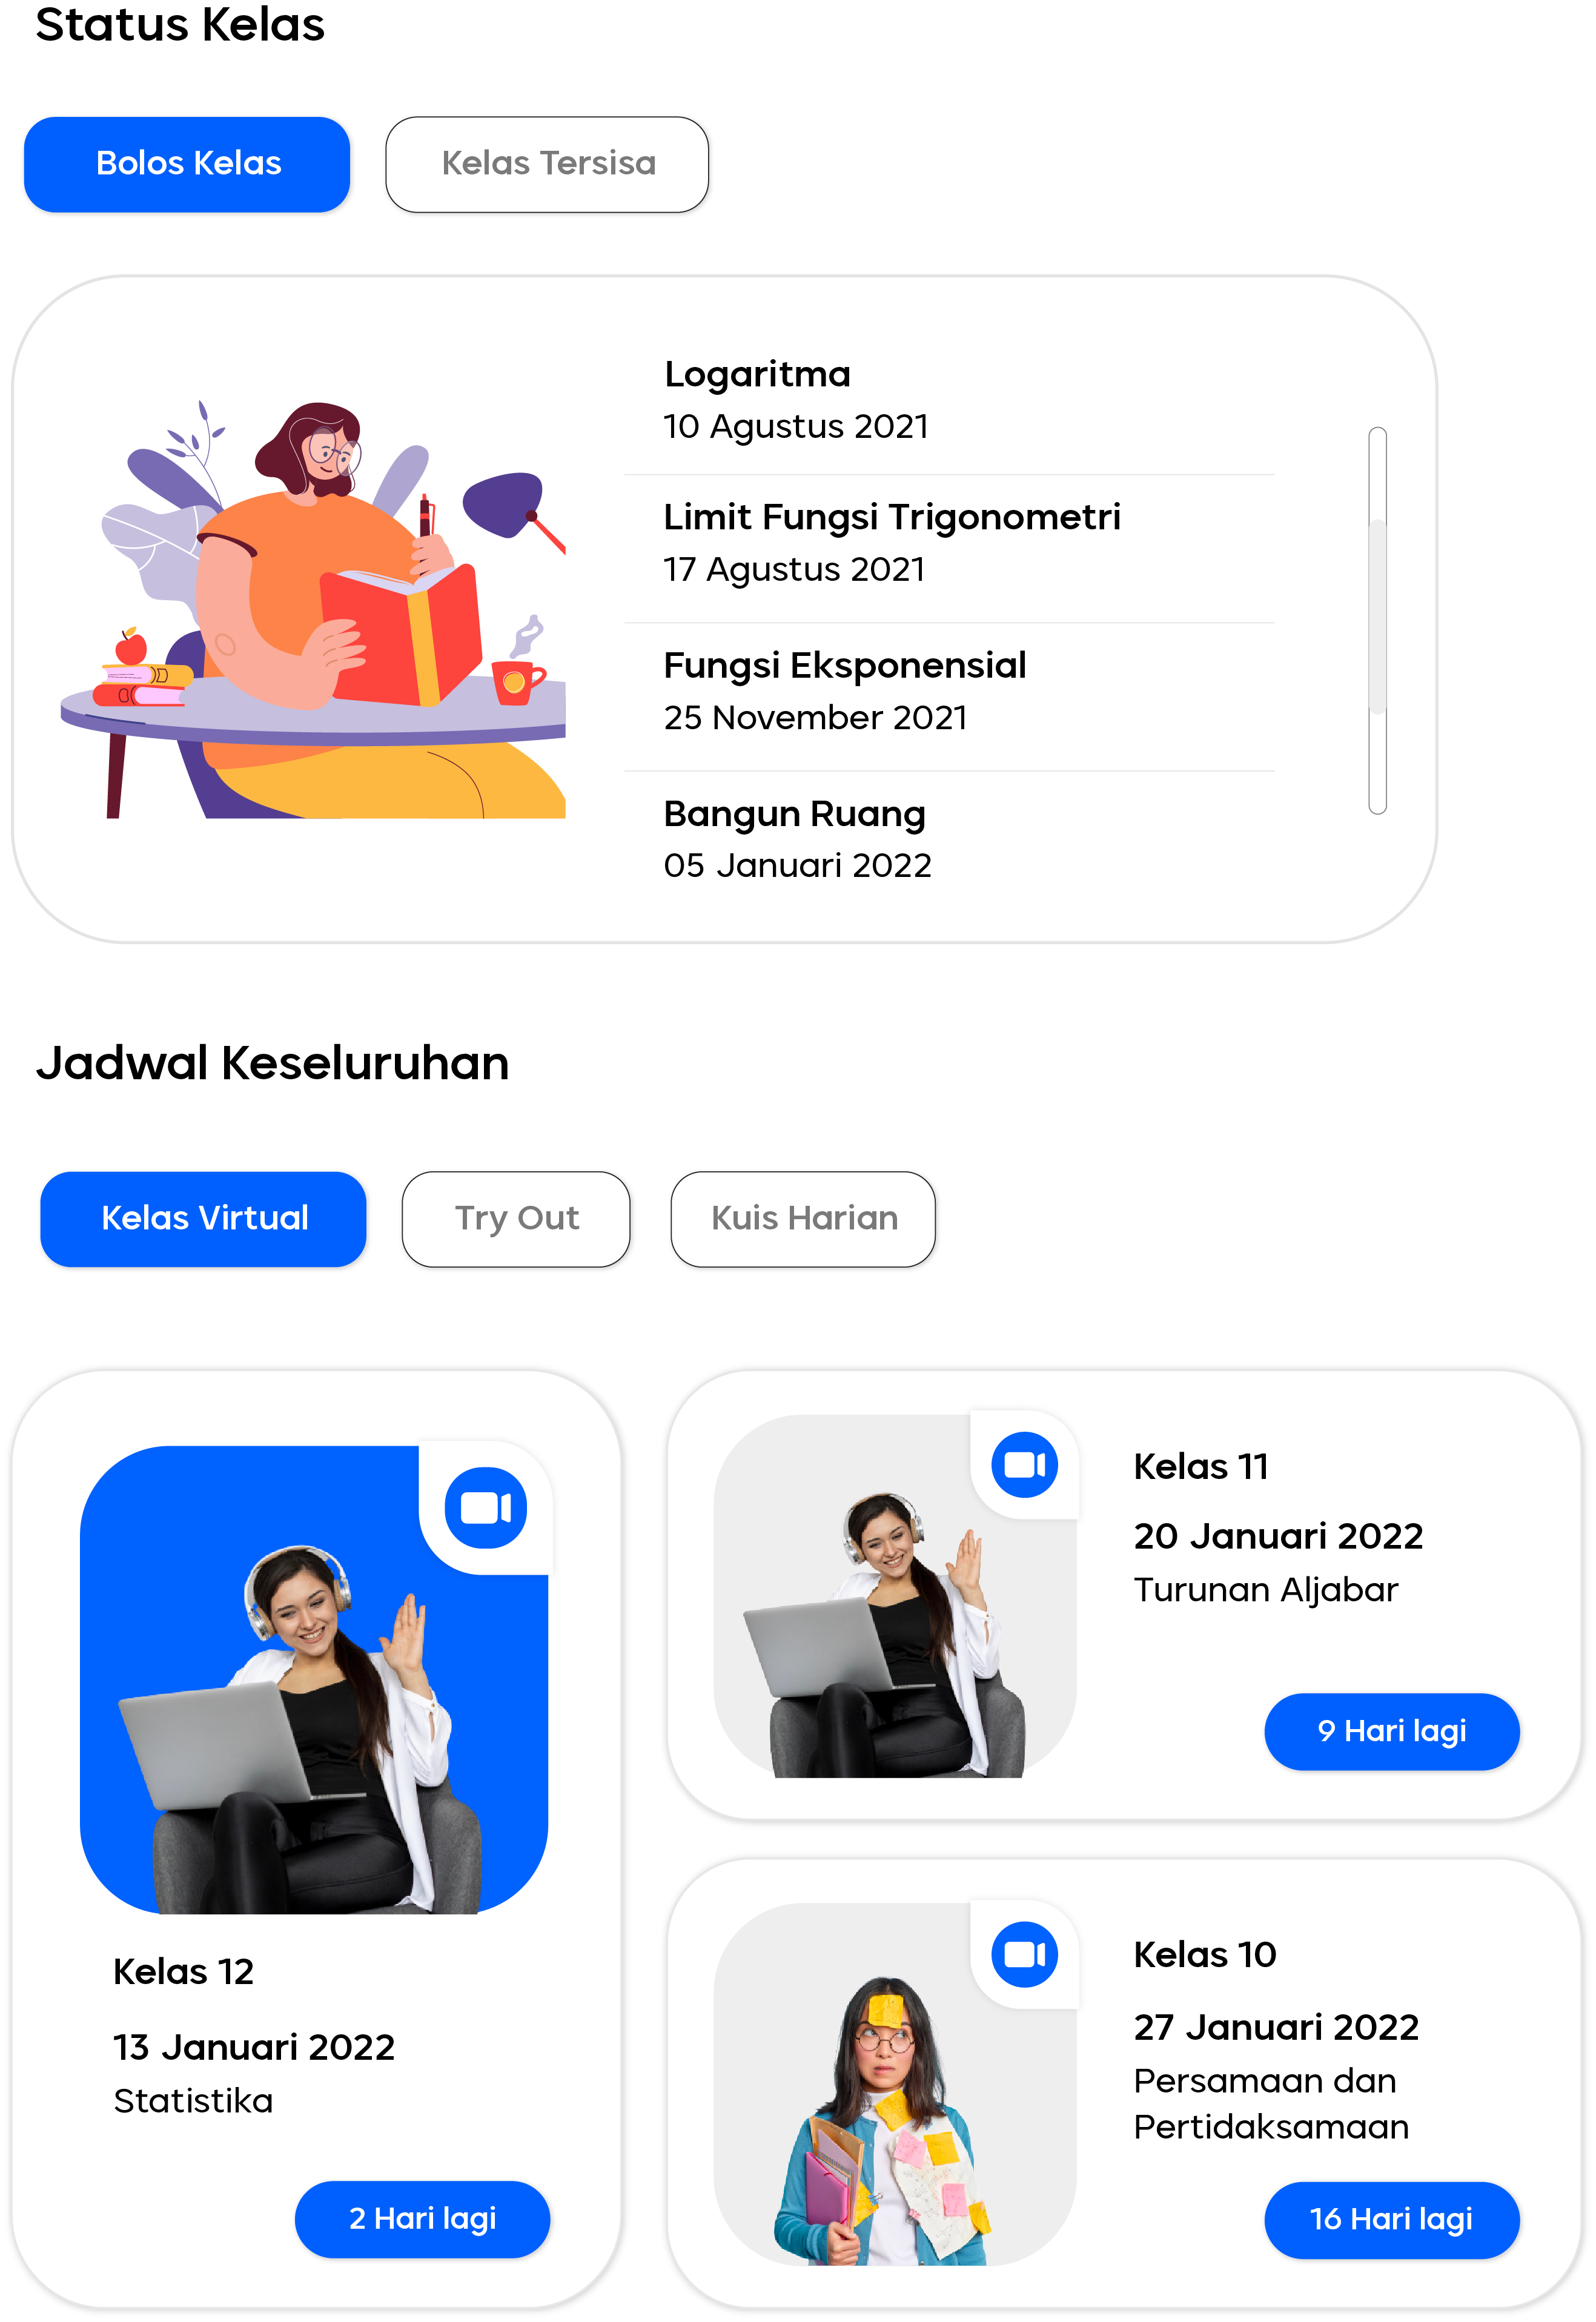 Status Kelas
Bolos Kelas
Kelas Tersisa
Logaritma
10 Agustus 2021
Limit Fungsi Trigonometri
17 Agustus 2021
Fungsi Eksponensial
25 November 2021
Bangun Ruang
05 Januari 2022
Jadwal Keseluruhan
Kelas Virtual
Try Out
Kuis Harian
Kelas 12
13 Januari 2022
Statistika
2 Hari lagi
Kelas 11
20 Januari 2022
Turunan Aljabar
9 Hari lagi
Kelas 10
27 Januari 2022
Persamaan dan
Pertidaksamaan
16 Hari lagi